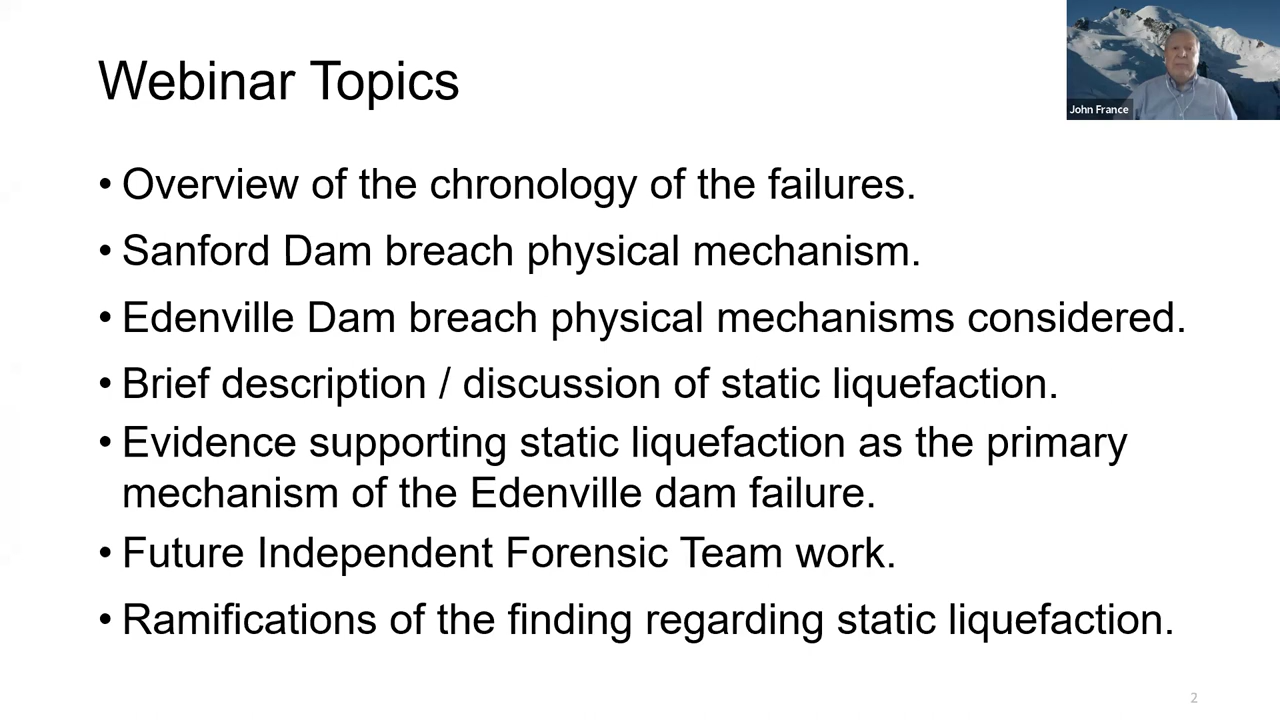 Webinar Topics
John France
• Overview of the chronology of the failures.
• Sanford Dam breach physical mechanism.
• Edenville Dam breach physical mechanisms considered.
• Brief description / discussion of static liquefaction.
• Evidence supporting static liquefaction as the primary
mechanism of the Edenville dam failure.
• Future Independent Forensic Team work.
• Ramifications of the finding regarding static liquefaction.
2